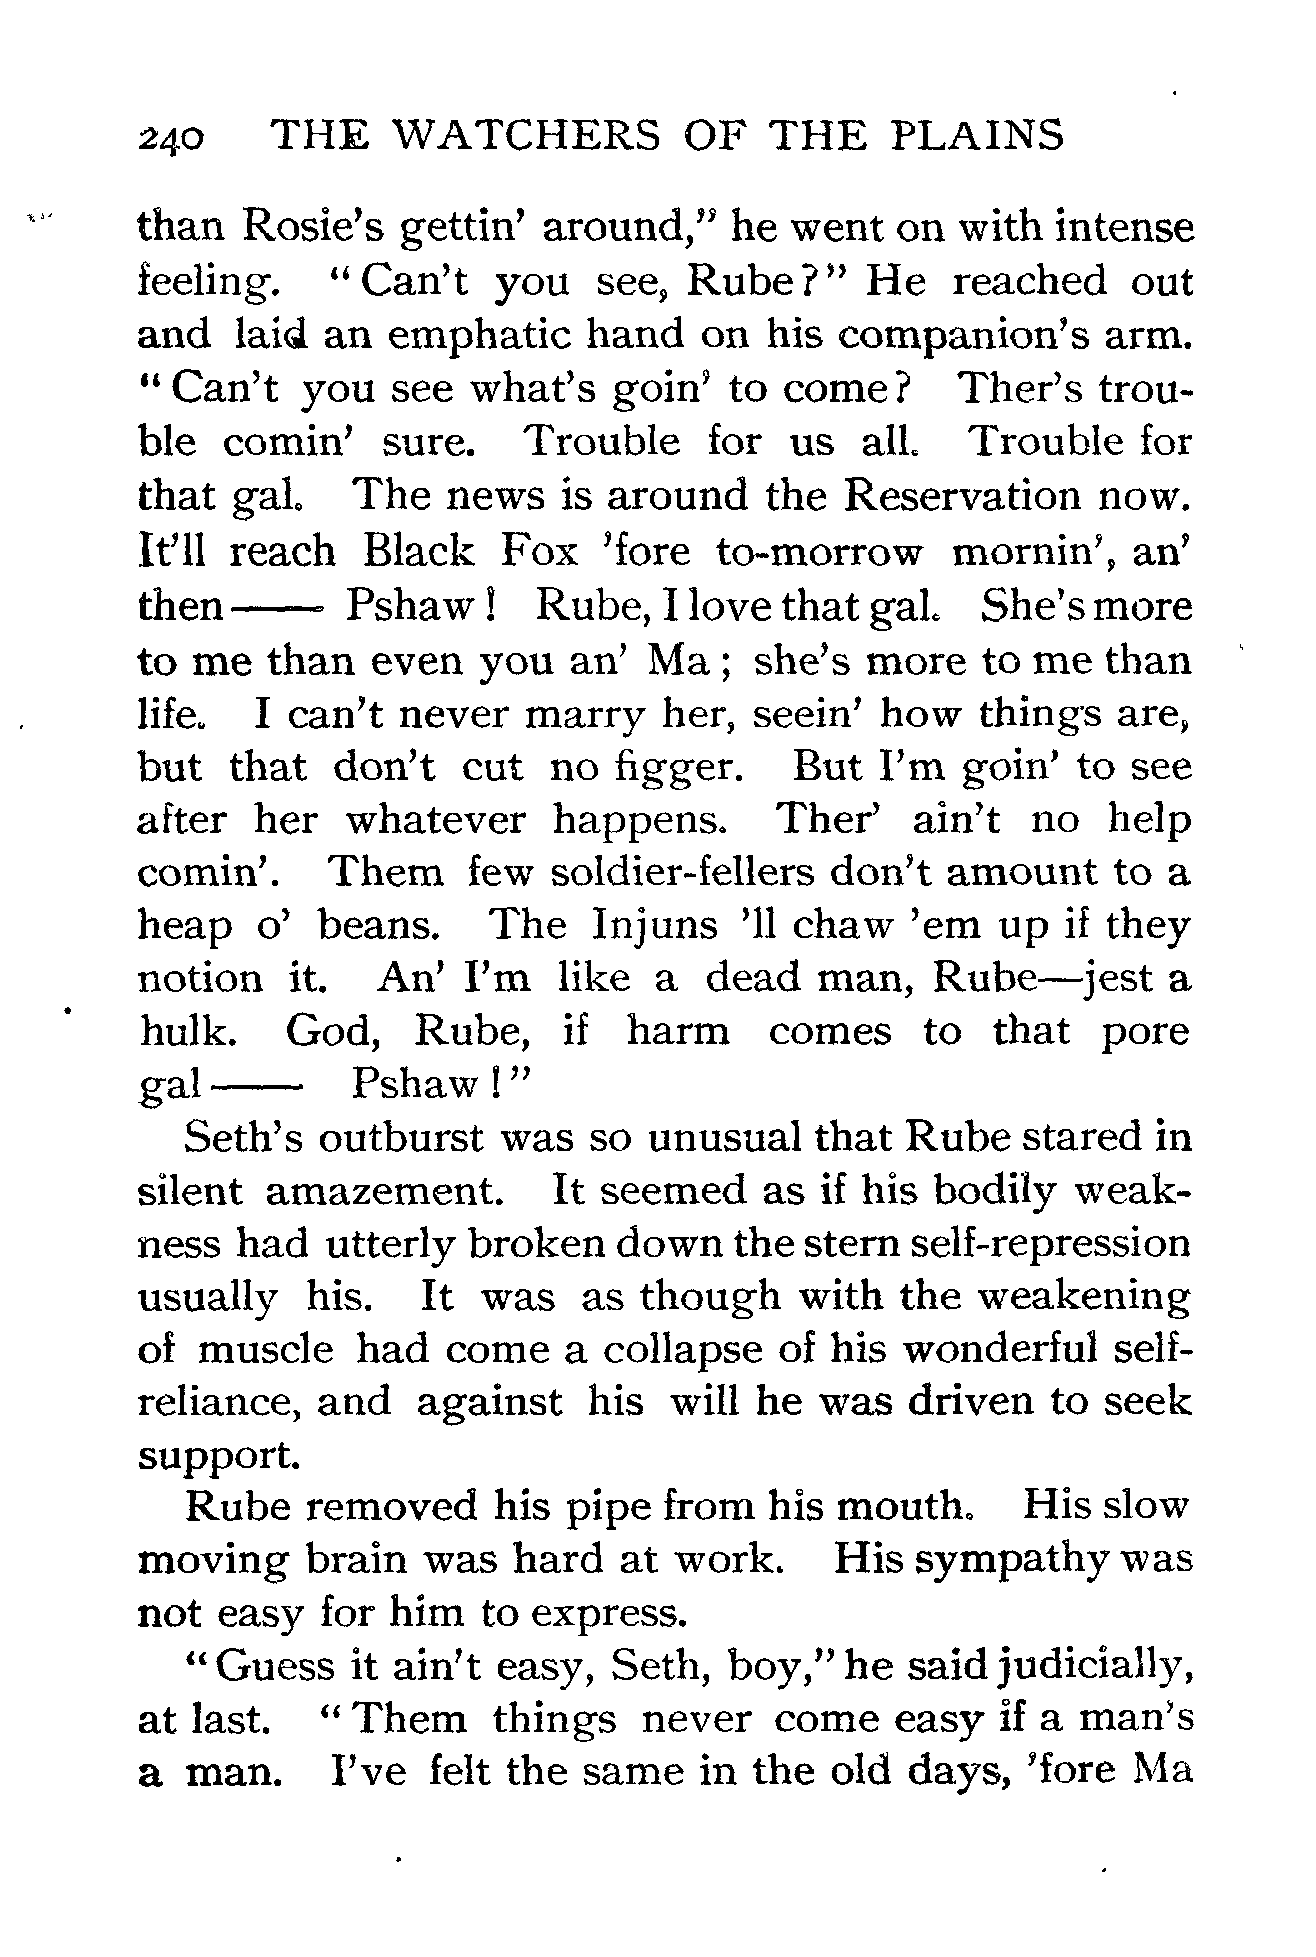 240 THE WATCHERS OF THE PLAINS
than Rosie's gettin' around," he went on with intense
feeling. "Can't you see, Rube?" He reached out
and laid an emphatic hand on his companion's arm.
"Can't you see what's goin' to come? Ther's trou-
ble comin' sure. Trouble for us all. Trouble for
that gal. The news is around the Reservation now.
It'll reach Black Fox 'fore to-morrow mornin', an'
then—— Pshaw! Rube, I love that gal. She's more
to me than even you an' Ma; she's more to me than
life. I can't never marry her, seein' how things are,
but that don't cut no figger. But I'm goin' to see
after her whatever happens. Ther' ain't no help
comin'. Them few soldier-fellers don't amount to a
heap o' beans. The Injuns 'll chaw 'em up if they
notion it. An' I'm like a dead man, Rube—jest a
hulk. God, Rube, if harm comes to that pore
gal—— Pshaw!"
Seth's outburst was so unusual that Rube stared in
silent amazement. It seemed as if his bodily weak-
ness had utterly broken down the stern self-repression
usually his. It was as though with the weakening
of muscle had come a collapse of his wonderful self-
reliance, and against his will he was driven to seek
support.
Rube removed his pipe from his mouth. His slow
moving brain was hard at work. His sympathy was
not easy for him to express.
"Guess it ain't easy, Seth, boy," he said judicially,
at last. "Them things never come easy if a man's
a man. I've felt the same in the old days, 'fore Ma